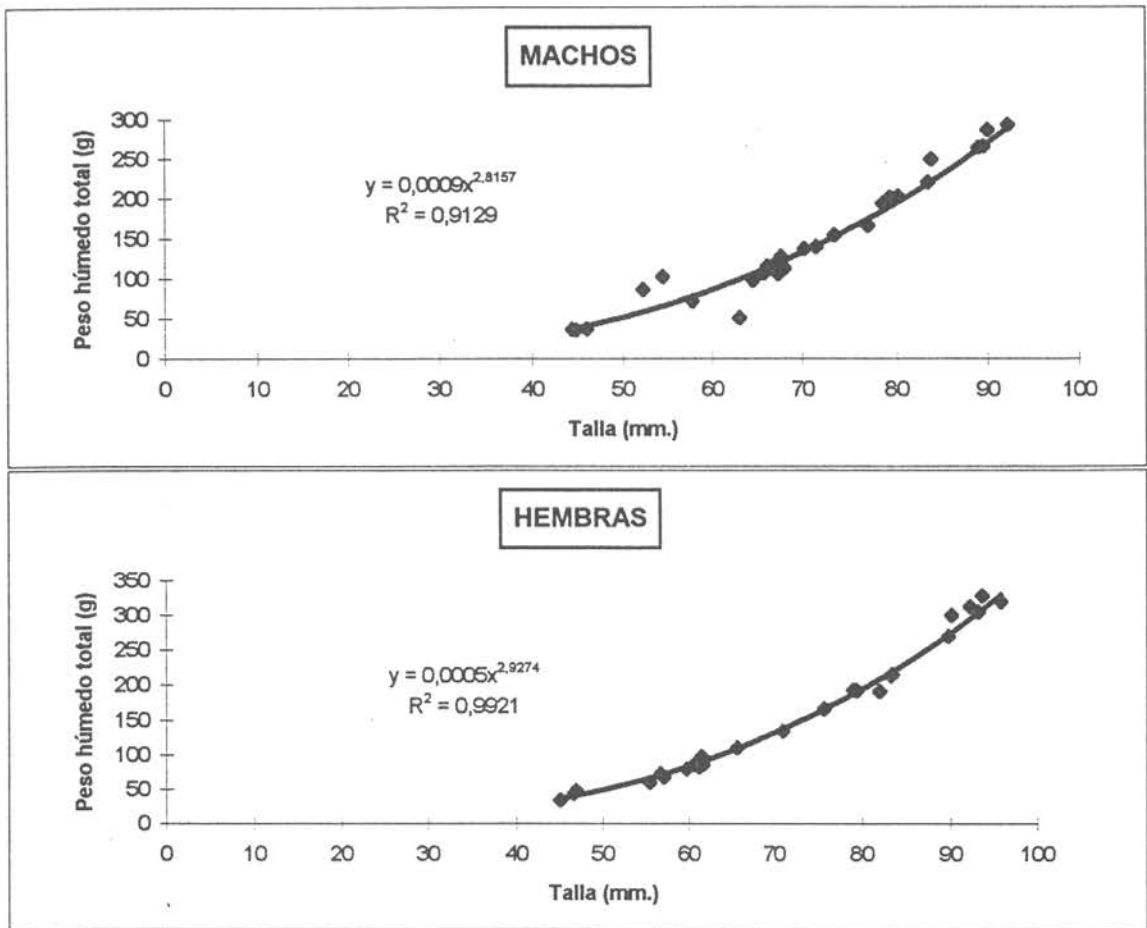 MACHOS
Peso húmedo total (g)
300
250
200
150
100
50
0
y = 0,0009x^2,8157
R² = 0,9129
0 10 20 30 40 50 60 70 80 90 100
Talla (mm.)
HEMBRAS
Peso húmedo total (g)
350
300
250
200
150
100
50
0
y = 0,0005x^2,9274
R² = 0,9921
0 10 20 30 40 50 60 70 80 90 100
Talla (mm.)